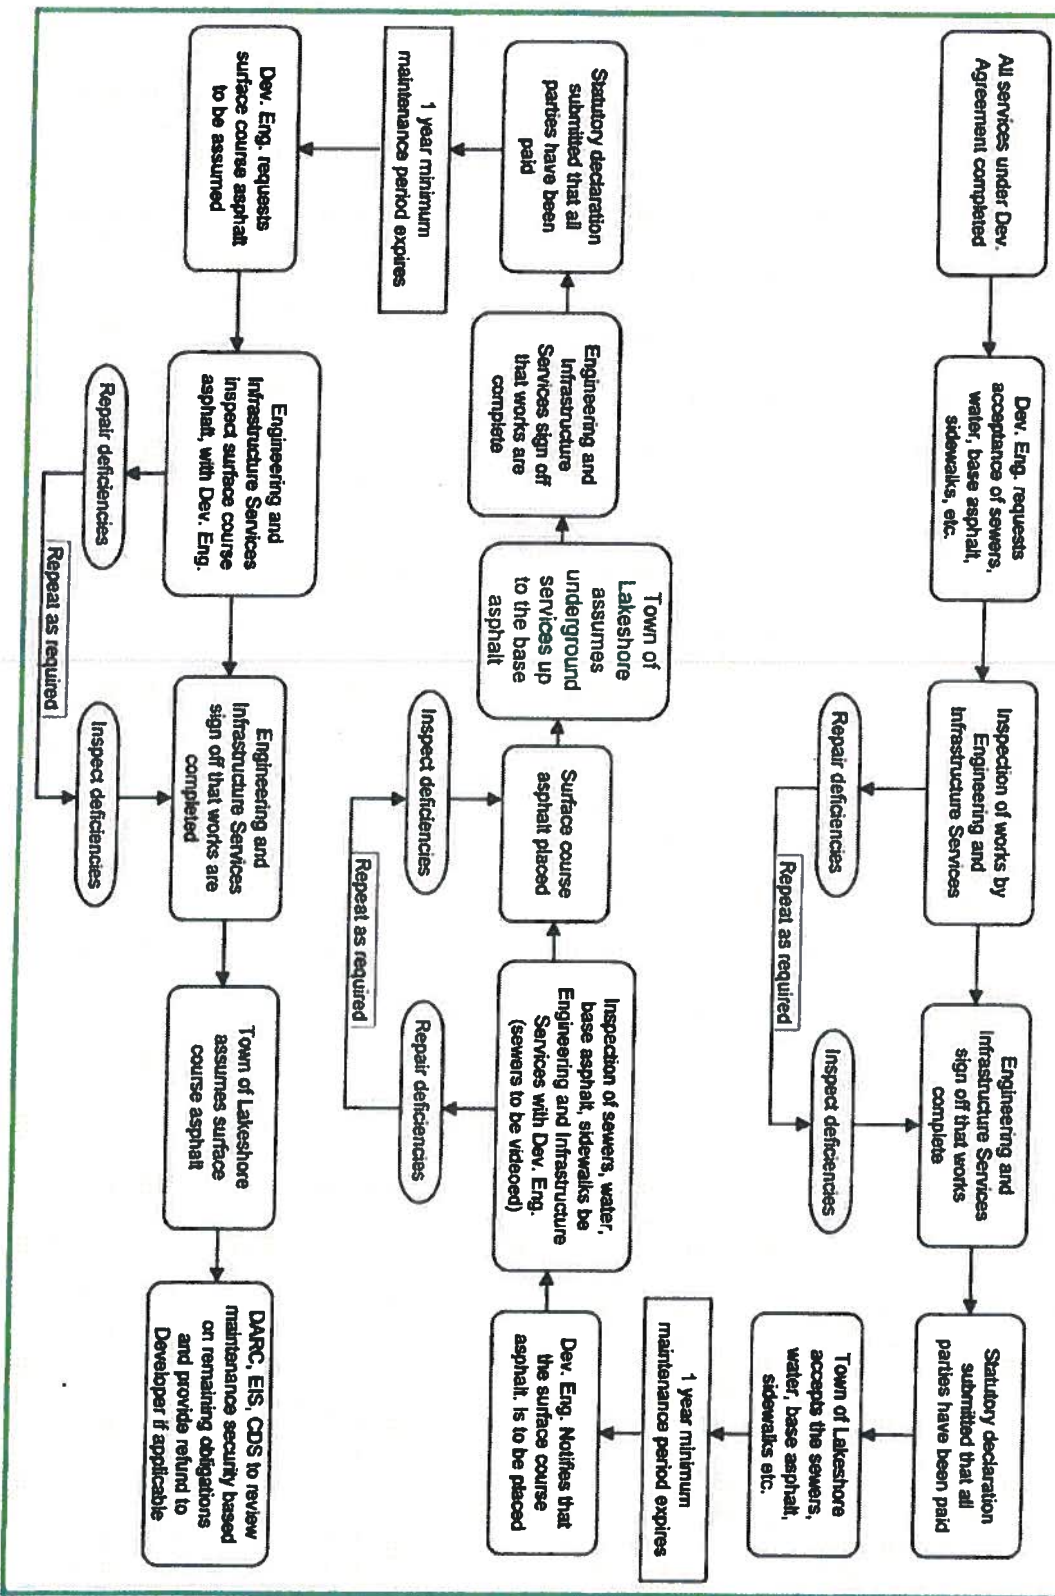 All services under Dev.
Agreement completed
Dev. Eng. requests
acceptance of sewers,
water, base asphalt,
sidewalks, etc.
Inspection of works by
Engineering and
Infrastructure Services
Repair deficiencies
Repeat as required
Inspect deficiencies
Engineering and
Infrastructure Services
sign off that works
complete
Statutory declaration
submitted that all
parties have been paid
Town of Lakeshore
accepts the sewers,
water, base asphalt,
sidewalks etc.
1 year minimum
maintenance period expires
Dev. Eng. Notifies that
the surface course
asphalt. is to be placed
Inspection of sewers, water,
base asphalt, sidewalks be
Engineering and Infrastructure
Services with Dev. Eng.
(sewers to be videoed)
Repair deficiencies
Repeat as required
Inspect deficiencies
Surface course
asphalt placed
Town of
Lakeshore
assumes
underground
services up
to the base
asphalt
Engineering and
Infrastructure
Services sign off
that works are
complete
Statutory declaration
submitted that all
parties have been
paid
1 year minimum
maintenance period expires
Dev. Eng. requests
surface course asphalt
to be assumed
Engineering and
Infrastructure Services
inspect surface course
asphalt, with Dev. Eng.
Repair deficiencies
Repeat as required
Inspect deficiencies
Engineering and
Infrastructure Services
sign off that works are
completed
Town of Lakeshore
assumes surface
course asphalt
DARC, EIS, CDS to review
maintenance security based
on remaining obligations
and provide refund to
Developer if applicable